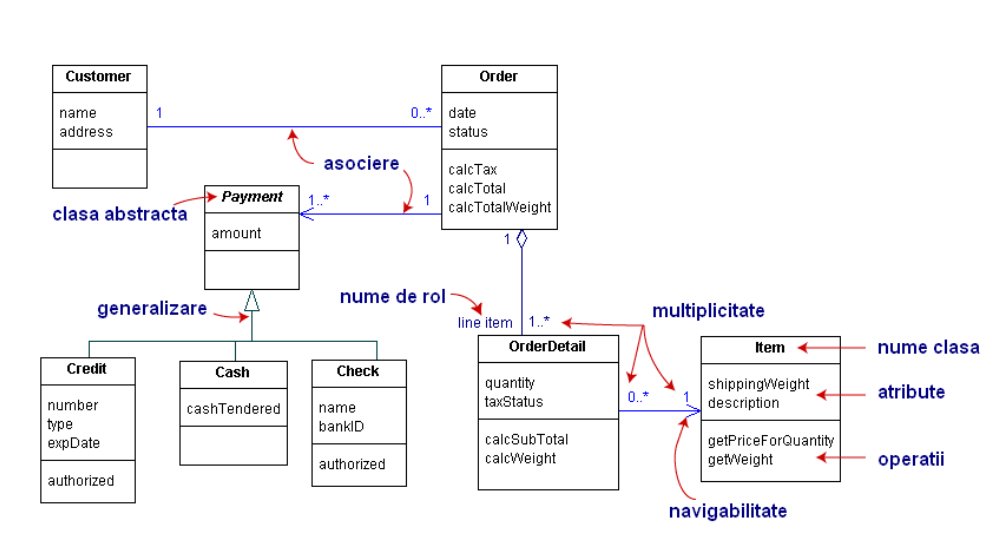 Customer
name
address
1
0..*
Order
date
status
calcTax
calcTotal
calcTotalWeight
asociere
clasa abstracta
Payment
amount
1..*
1
generalizare
nume de rol
line item
1
1..*
multiplicitate
Credit
number
type
expDate
authorized
Cash
cashTendered
Check
name
bankID
authorized
OrderDetail
quantity
taxStatus
calcSubTotal
calcWeight
0..*
1
Item
shippingWeight
description
getPriceForQuantity
getWeight
nume clasa
atribute
operatii
navigabilitate